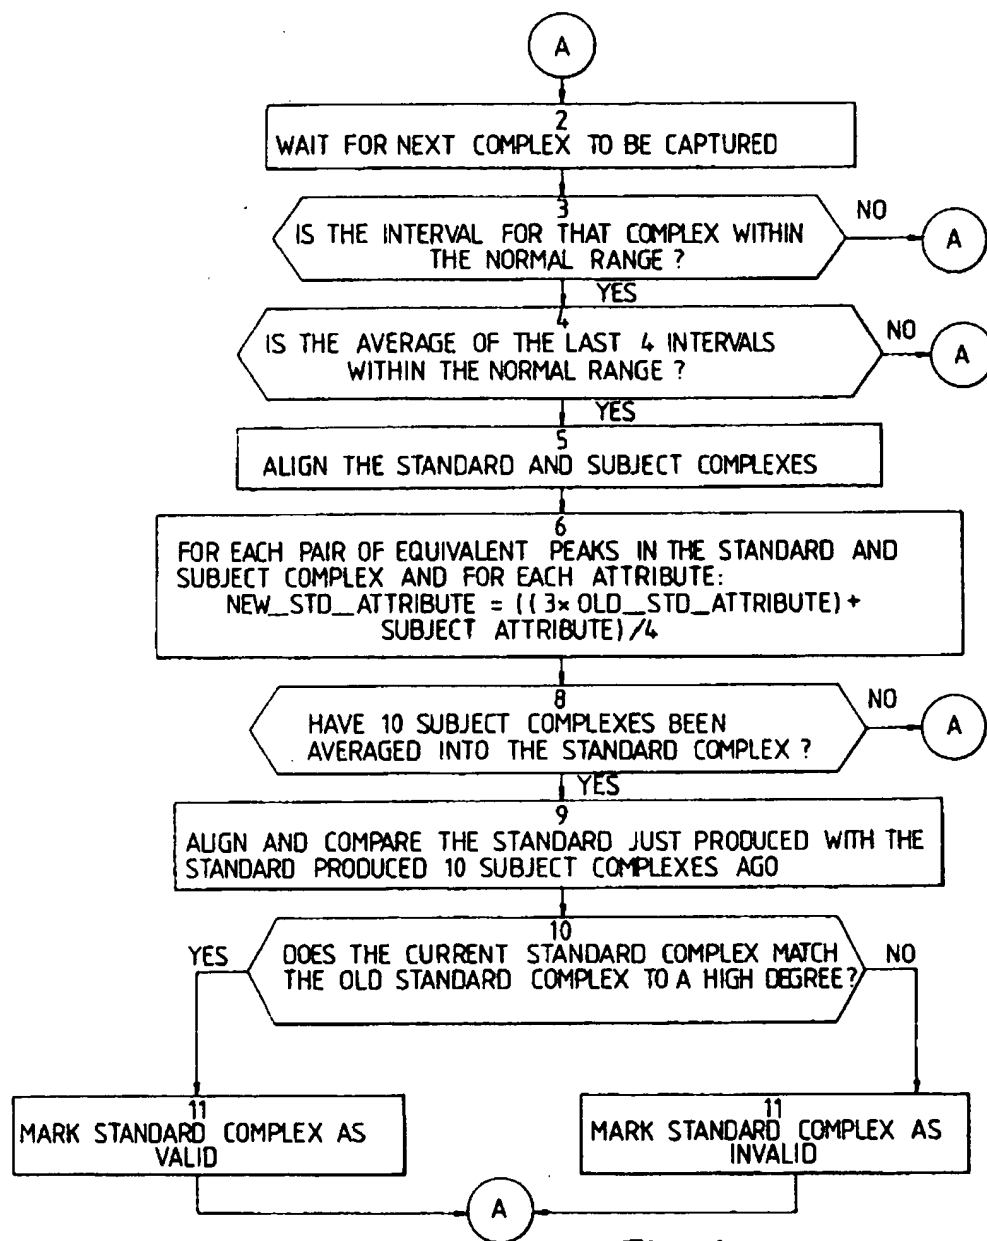 A
2
WAIT FOR NEXT COMPLEX TO BE CAPTURED
3
IS THE INTERVAL FOR THAT COMPLEX WITHIN
THE NORMAL RANGE ?
NO
A
YES
4
IS THE AVERAGE OF THE LAST 4 INTERVALS
WITHIN THE NORMAL RANGE ?
NO
A
YES
5
ALIGN THE STANDARD AND SUBJECT COMPLEXES
6
FOR EACH PAIR OF EQUIVALENT PEAKS IN THE STANDARD AND
SUBJECT COMPLEX AND FOR EACH ATTRIBUTE:
NEW_STD_ATTRIBUTE = ((3× OLD_STD_ATTRIBUTE) +
SUBJECT ATTRIBUTE)/4
8
HAVE 10 SUBJECT COMPLEXES BEEN
AVERAGED INTO THE STANDARD COMPLEX ?
NO
A
YES
9
ALIGN AND COMPARE THE STANDARD JUST PRODUCED WITH THE
STANDARD PRODUCED 10 SUBJECT COMPLEXES AGO
10
DOES THE CURRENT STANDARD COMPLEX MATCH
THE OLD STANDARD COMPLEX TO A HIGH DEGREE?
YES
NO
11
MARK STANDARD COMPLEX AS
VALID
11
MARK STANDARD COMPLEX AS
INVALID
A